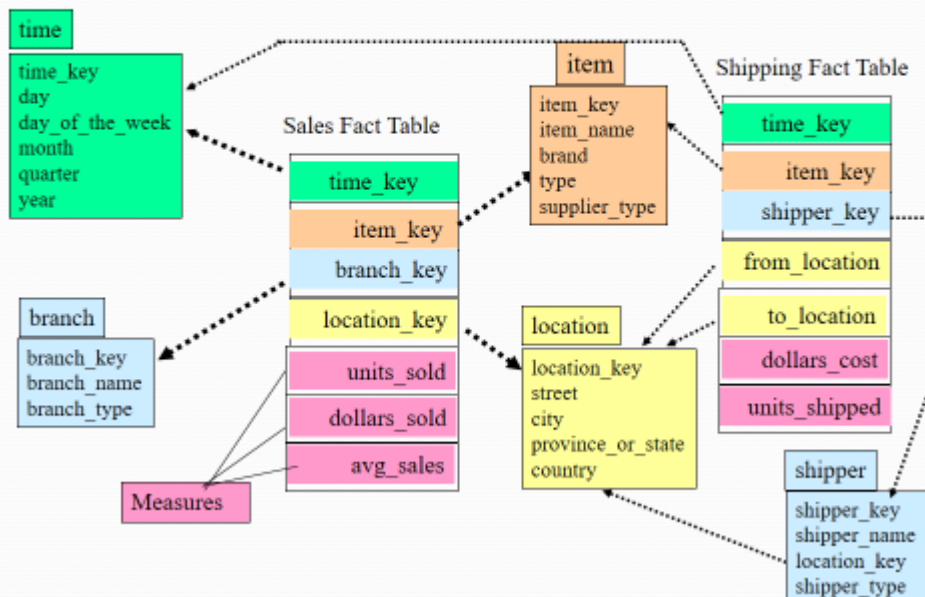 time
time_key
day
day_of_the_week
month
quarter
year
Sales Fact Table
time_key
item_key
branch_key
location_key
units_sold
dollars_sold
avg_sales
Measures
branch
branch_key
branch_name
branch_type
item
item_key
item_name
brand
type
supplier_type
location
location_key
street
city
province_or_state
country
Shipping Fact Table
time_key
item_key
shipper_key
from_location
to_location
dollars_cost
units_shipped
shipper
shipper_key
shipper_name
location_key
shipper_type